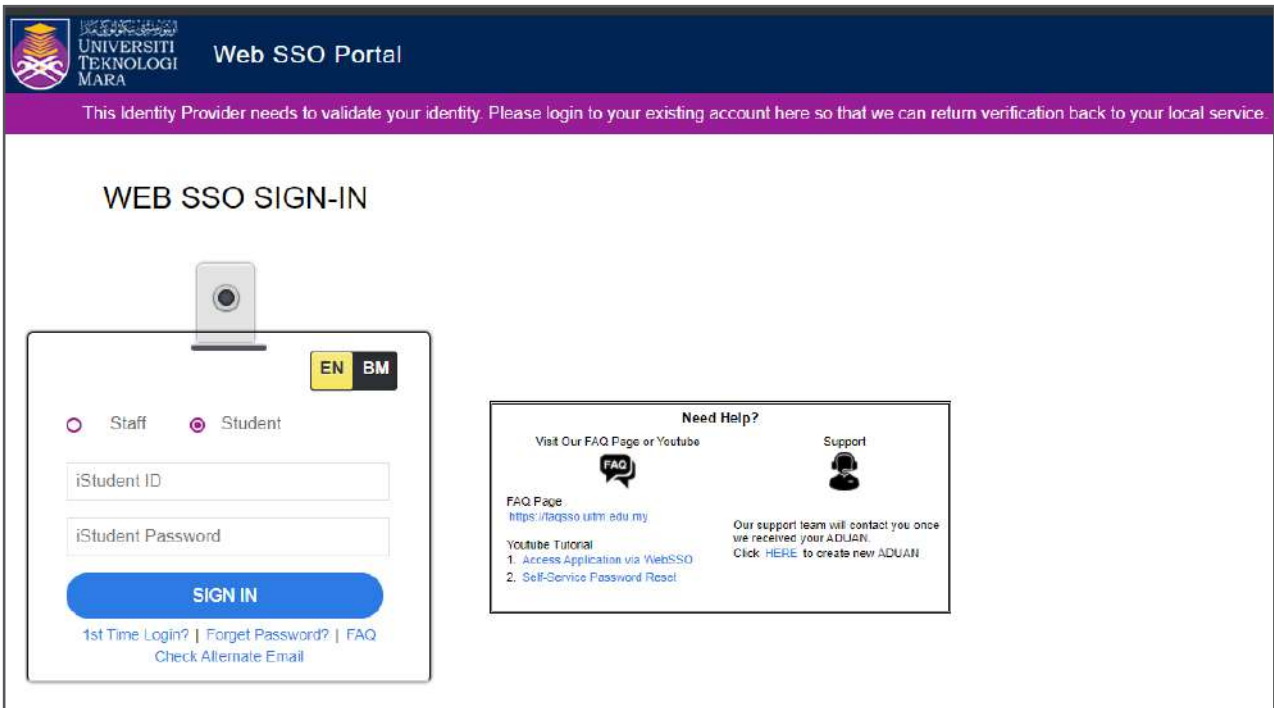 UNIVERSITI
TEKNOLOGI
MARA
Web SSO Portal
This Identity Provider needs to validate your identity. Please login to your existing account here so that we can return verification back to your local service.
WEB SSO SIGN-IN
EN BM
Staff Student
iStudent ID
iStudent Password
SIGN IN
1st Time Login? | Forget Password? | FAQ
Check Alternate Email
Need Help?
Visit Our FAQ Page or Youtube
FAQ
FAQ Page
https://faqsso.uitm.edu.my
Youtube Tutorial
1. Access Application via WebSSO
2. Self-Service Password Reset
Support
Our support team will contact you once
we received your ADUAN.
Click HERE to create new ADUAN